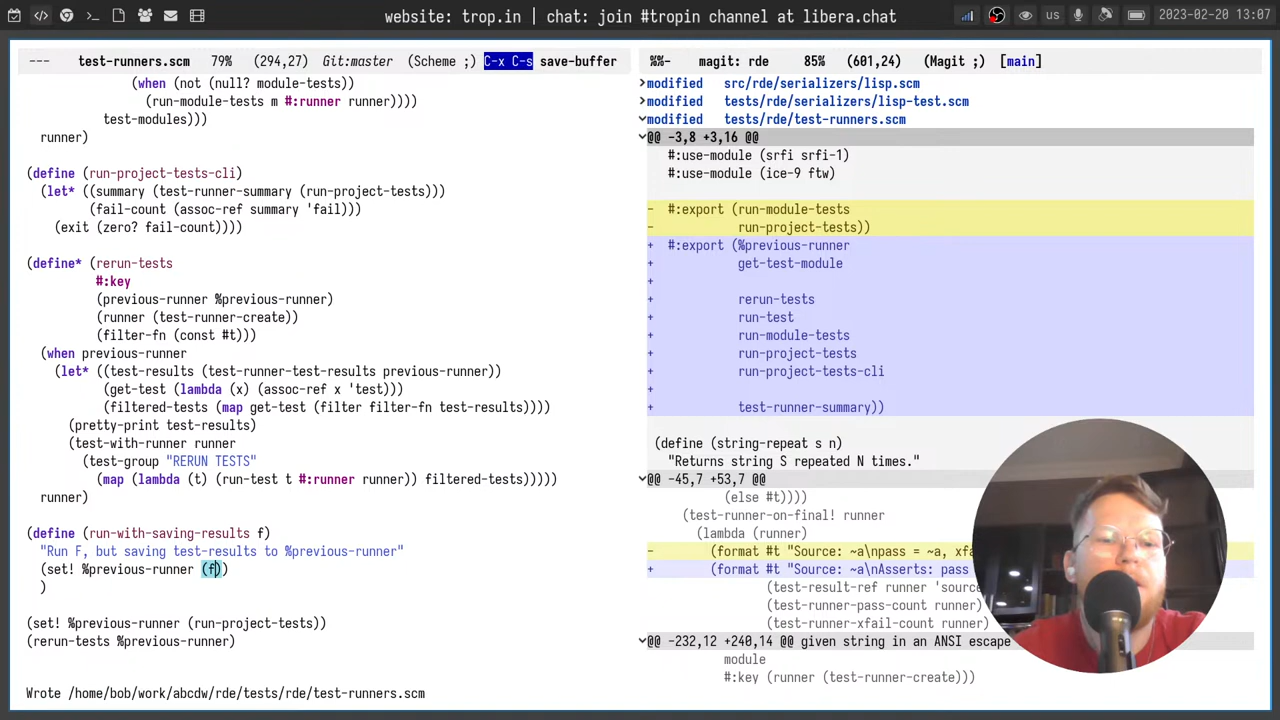 website: trop.in | chat: join #tropin channel at libera.chat
us
2023-02-20 13:07
--- test-runners.scm 79% (294,27) Git:master (Scheme ;) C-x C-s save-buffer
(when (not (null? module-tests))
(run-module-tests m #:runner runner))))
test-modules)))
runner)
(define (run-project-tests-cli)
(let* ((summary (test-runner-summary (run-project-tests)))
(fail-count (assoc-ref summary 'fail)))
(exit (zero? fail-count))))
(define* (rerun-tests
#:key
(previous-runner %previous-runner)
(runner (test-runner-create))
(filter-fn (const #t)))
(when previous-runner
(let* ((test-results (test-runner-test-results previous-runner))
(get-test (lambda (x) (assoc-ref x 'test)))
(filtered-tests (map get-test (filter filter-fn test-results))))
(pretty-print test-results)
(test-with-runner runner
(test-group "RERUN TESTS"
(map (lambda (t) (run-test t #:runner runner)) filtered-tests)))))
runner)
(define (run-with-saving-results f)
"Run F, but saving test-results to %previous-runner"
(set! %previous-runner (f))
)
(set! %previous-runner (run-project-tests))
(rerun-tests %previous-runner)
Wrote /home/bob/work/abcdw/rde/tests/rde/test-runners.scm
%%- magit: rde 85% (601,24) (Magit ;) [main]
modified src/rde/serializers/lisp.scm
modified tests/rde/serializers/lisp-test.scm
modified tests/rde/test-runners.scm
@@ -3,8 +3,16 @@
#:use-module (srfi srfi-1)
#:use-module (ice-9 ftw)
- #:export (run-module-tests
- run-project-tests))
+ #:export (%previous-runner
+ get-test-module
+
+ rerun-tests
+ run-test
+ run-module-tests
+ run-project-tests
+ run-project-tests-cli
+
+ test-runner-summary))
(define (string-repeat s n)
"Returns string S repeated N times."
@@ -45,7 +53,7 @@
(else #t))))
(test-runner-on-final! runner
(lambda (runner)
- (format #t "Source: ~a\npass = ~a, xfa
+ (format #t "Source: ~a\nAsserts: pass
(test-result-ref runner 'source
(test-runner-pass-count runner)
(test-runner-xfail-count runner)
@@ -232,12 +240,14 @@ given string in an ANSI escape
module
#:key (runner (test-runner-create)))